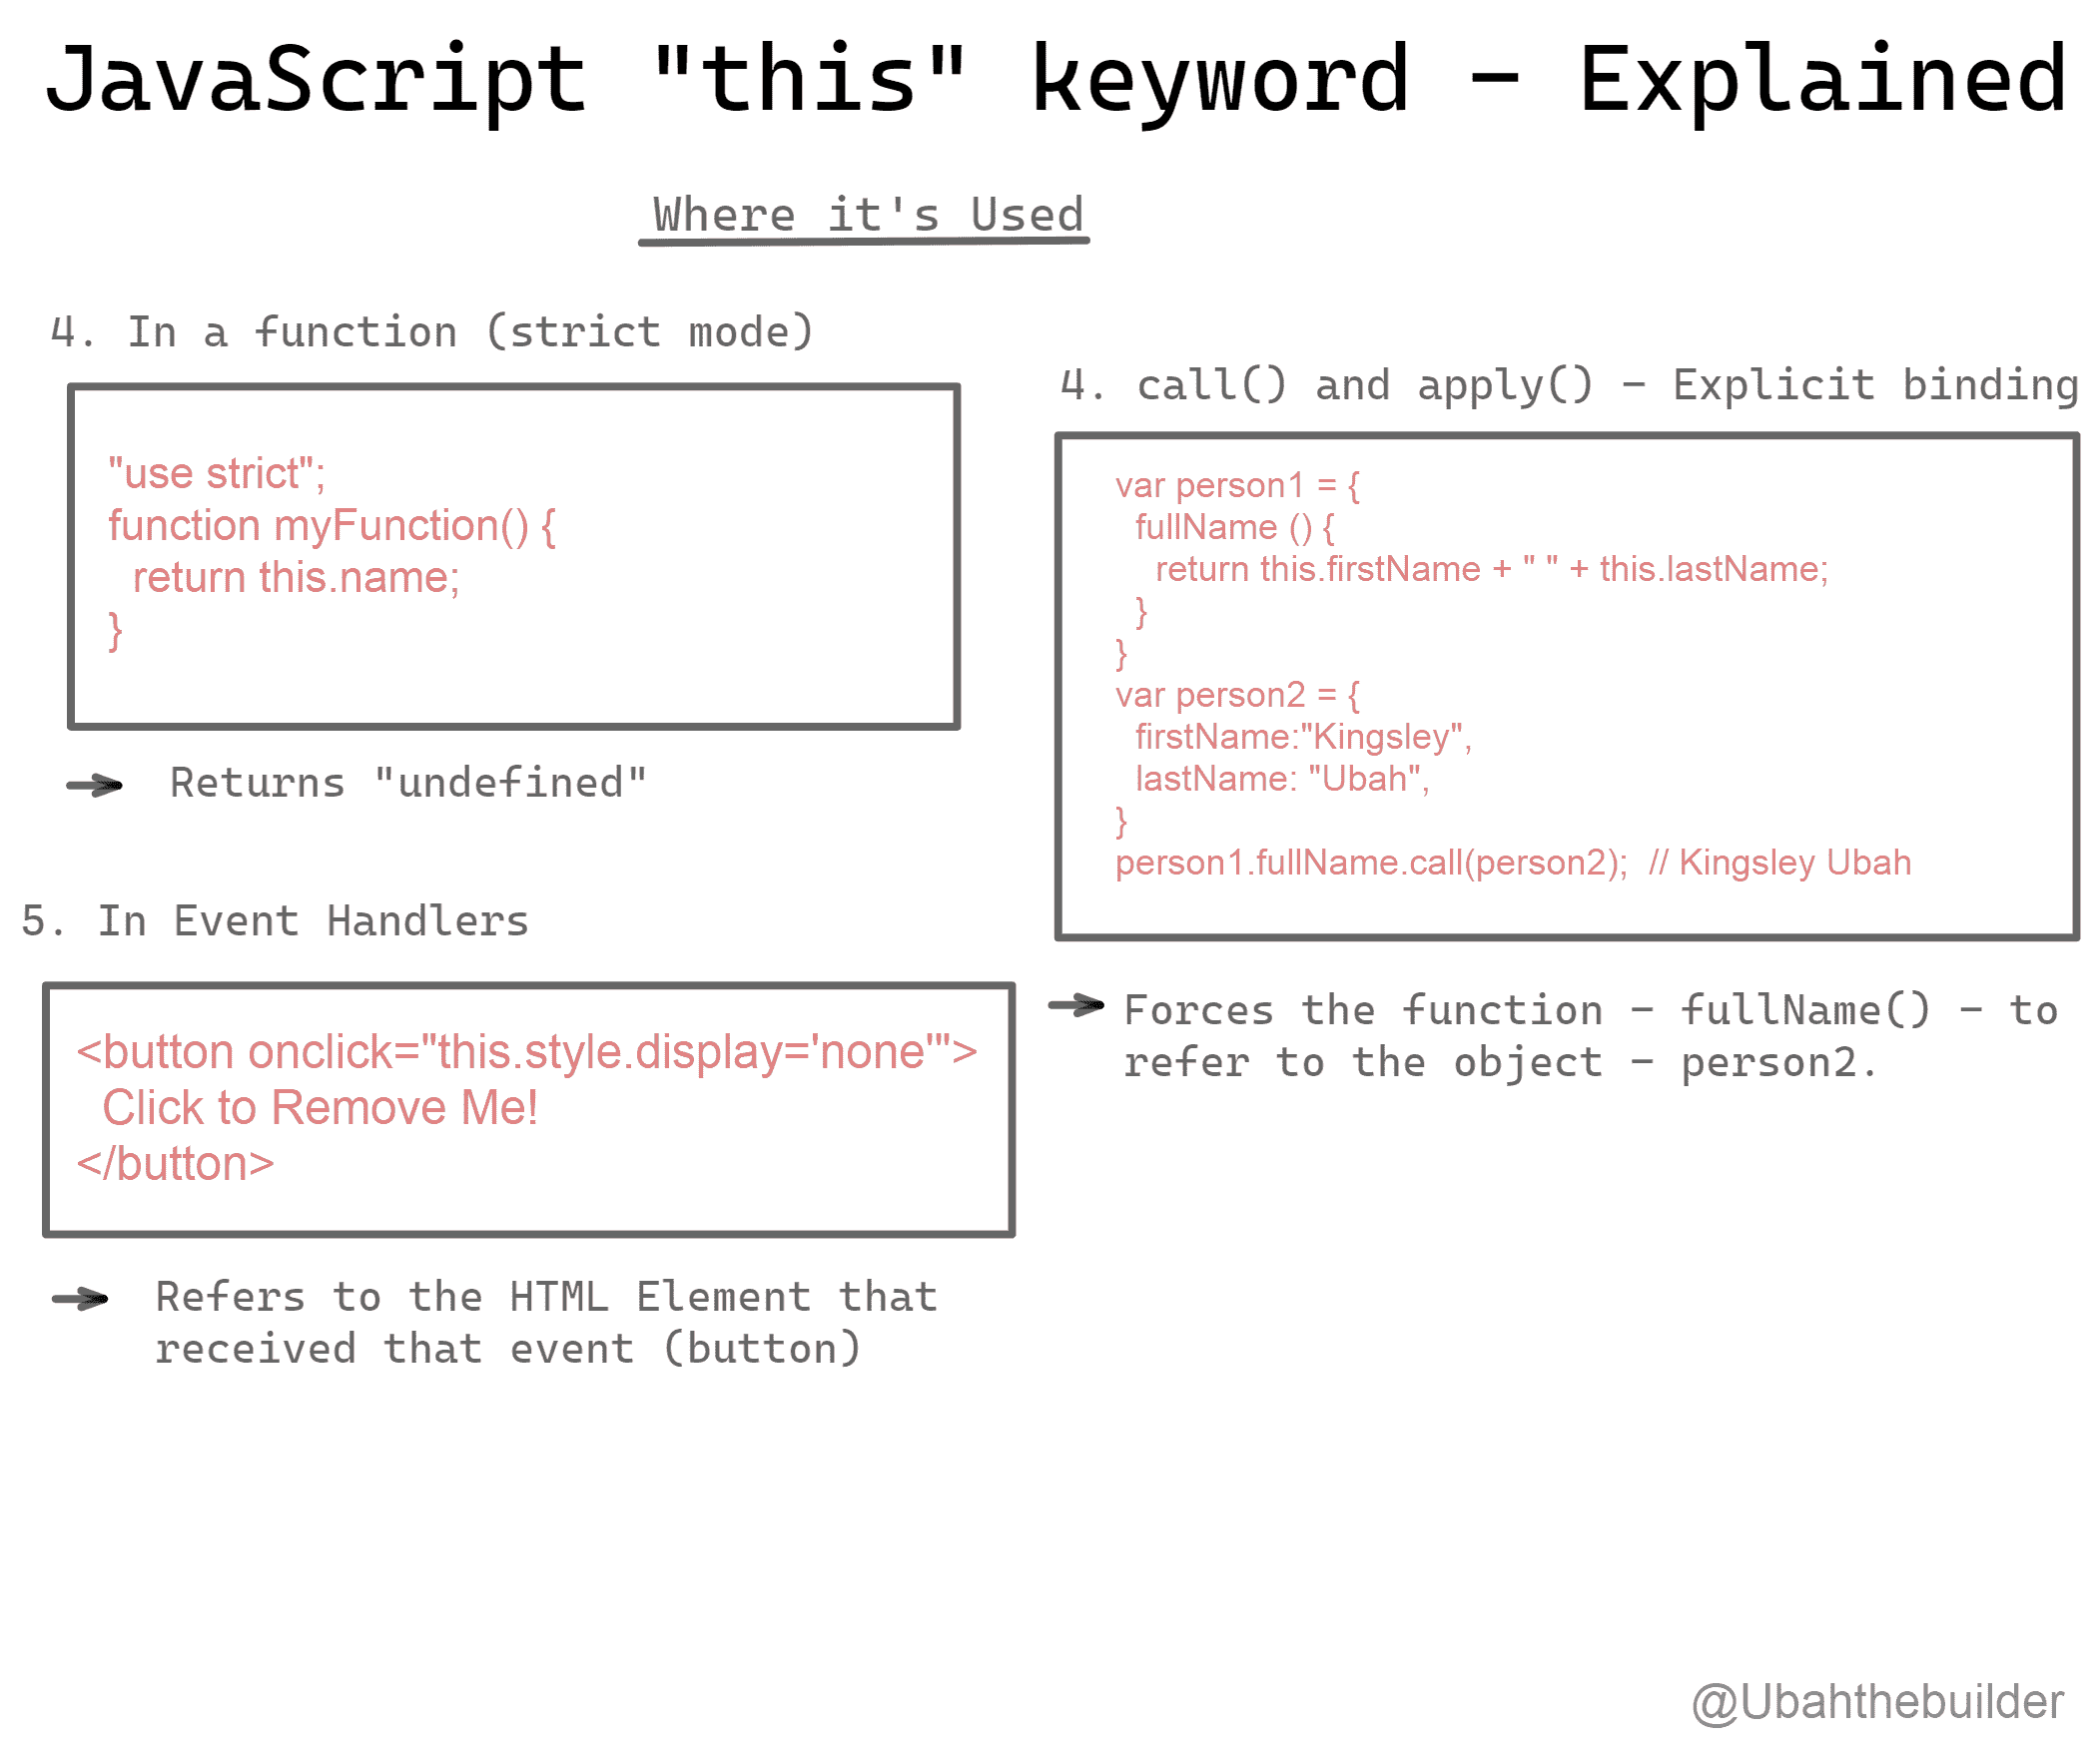 JavaScript "this" keyword - Explained
Where it's Used
4. In a function (strict mode)
"use strict";
function myFunction() {
return this.name;
}
Returns "undefined"
5. In Event Handlers
<button onclick="this.style.display='none'">
Click to Remove Me!
</button>
Refers to the HTML Element that
received that event (button)
4. call() and apply() - Explicit binding
var person1 = {
fullName () {
return this.firstName + " " + this.lastName;
}
}
var person2 = {
firstName:"Kingsley",
lastName: "Ubah",
}
person1.fullName.call(person2);  // Kingsley Ubah
Forces the function - fullName() - to
refer to the object - person2.
@Ubahthebuilder